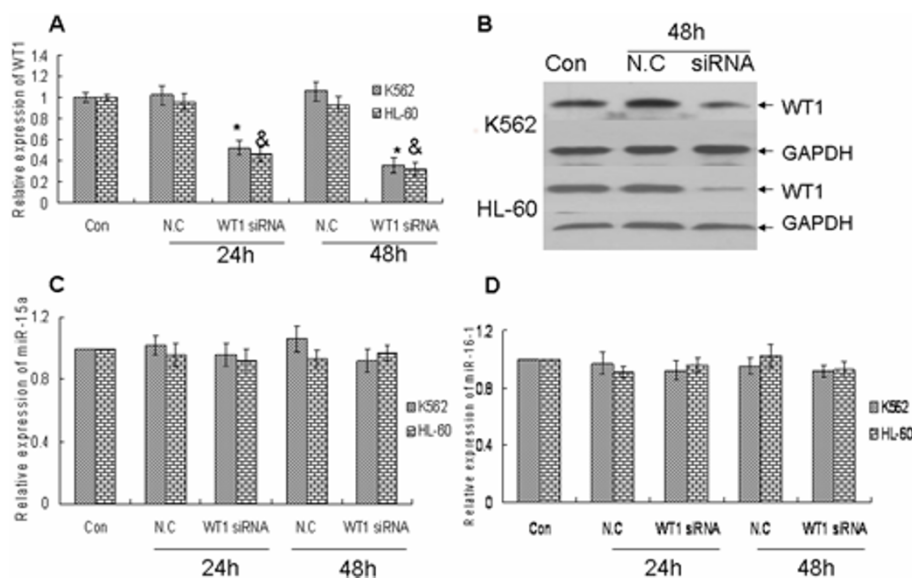 A
Relative expression of WT1
1.4
1.2
1
0.8
0.6
0.4
0.2
0
K562
HL-60
*
&
* &
Con
N.C
WT1 siRNA
N.C
WT1 siRNA
24h
48h
B
48h
Con
N.C
siRNA
K562
WT1
GAPDH
HL-60
WT1
GAPDH
C
Relative expression of miR-15a
1.2
0.8
0.4
0
K562
HL-60
Con
N.C
WT1 siRNA
N.C
WT1 siRNA
24h
48h
D
Relative expression of miR-16-1
1.2
0.8
0.4
0
K562
HL-60
Con
N.C
WT1 siRNA
N.C
WT1 siRNA
24h
48h